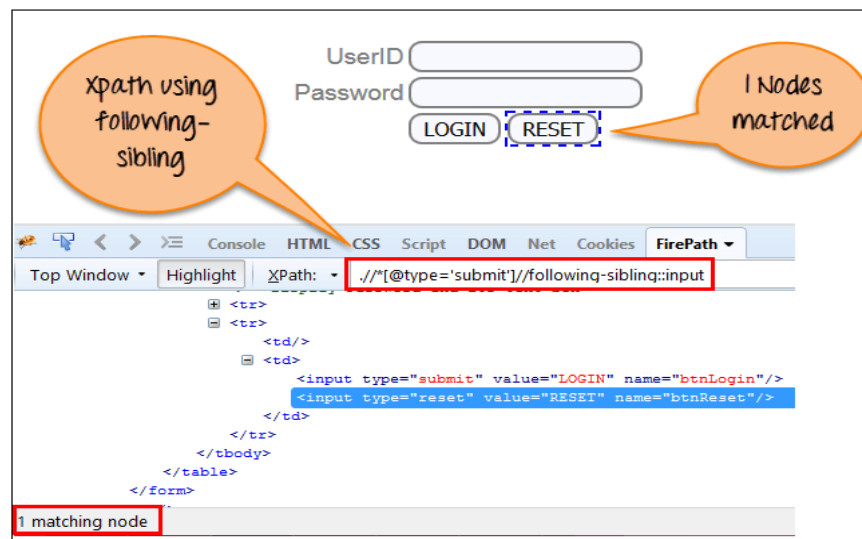 UserID
Password
LOGIN RESET
Xpath using
following-
sibling
1 Nodes
matched
Console HTML CSS Script DOM Net Cookies FirePath
Top Window Highlight XPath: .//*[@type='submit']//following-sibling::input
<tr>
<tr>
<td/>
<td>
<input type="submit" value="LOGIN" name="btnLogin"/>
<input type="reset" value="RESET" name="btnReset"/>
</td>
</tr>
</tbody>
</table>
</form>
1 matching node